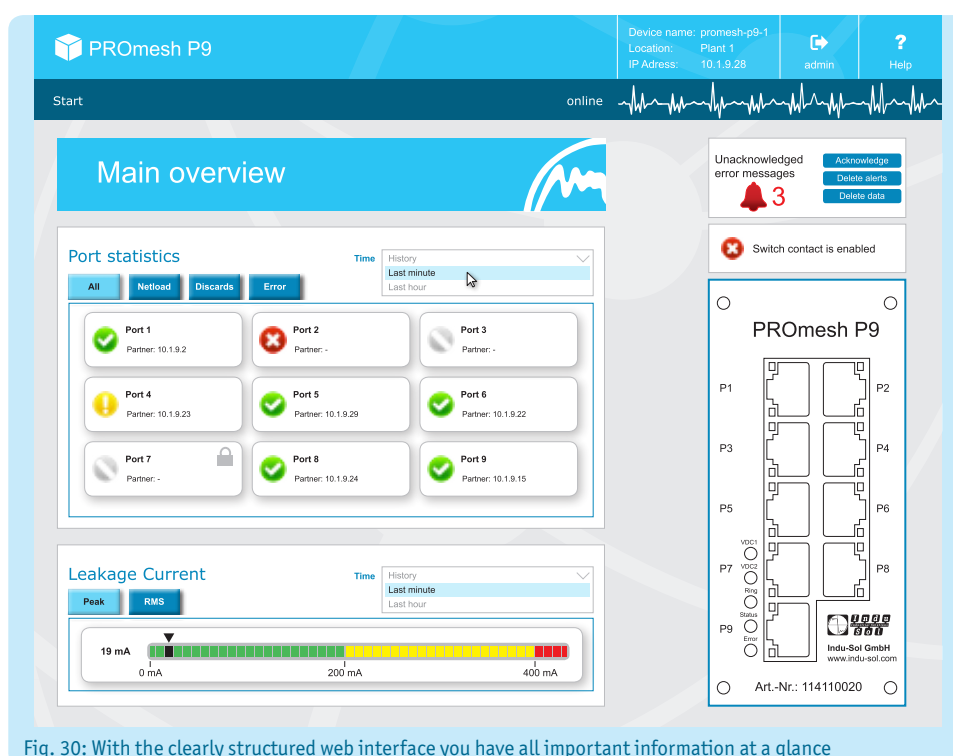 PROmesh P9
Device name: promesh-p9-1
Location: Plant 1
IP Adress: 10.1.9.28
admin
Help
Start
online
Main overview
Unacknowledged
error messages
3
Acknowledge
Delete alerts
Delete data
Switch contact is enabled
Port statistics
Time
History
Last minute
Last hour
All
Netload
Discards
Error
Port 1
Partner: 10.1.9.2
Port 2
Partner: -
Port 3
Partner: -
Port 4
Partner: 10.1.9.23
Port 5
Partner: 10.1.9.29
Port 6
Partner: 10.1.9.22
Port 7
Partner: -
Port 8
Partner: 10.1.9.24
Port 9
Partner: 10.1.9.15
Leakage Current
Time
History
Last minute
Last hour
Peak
RMS
19 mA
0 mA
200 mA
400 mA
PROmesh P9
P1
P2
P3
P4
P5
P6
VDC1
P7
VDC2
P8
Ring
Status
P9
Error
Indu
Sol
Indu-Sol GmbH
www.indu-sol.com
Art.-Nr.: 114110020
Fig. 30: With the clearly structured web interface you have all important information at a glance